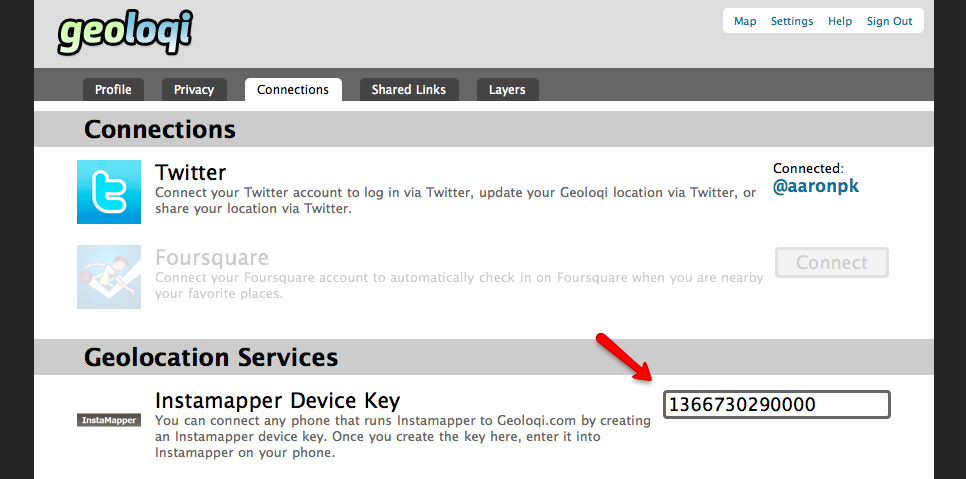 geoloqi
Map Settings Help Sign Out
Profile Privacy Connections Shared Links Layers
Connections
Twitter
Connect your Twitter account to log in via Twitter, update your Geoloqi location via Twitter, or
share your location via Twitter.
Connected:
@aaronpk
Foursquare
Connect your Foursquare account to automatically check in on Foursquare when you are nearby
your favorite places.
Connect
Geolocation Services
InstaMapper
Instamapper Device Key
You can connect any phone that runs Instamapper to Geoloqi.com by creating
an Instamapper device key. Once you create the key here, enter it into
Instamapper on your phone.
1366730290000